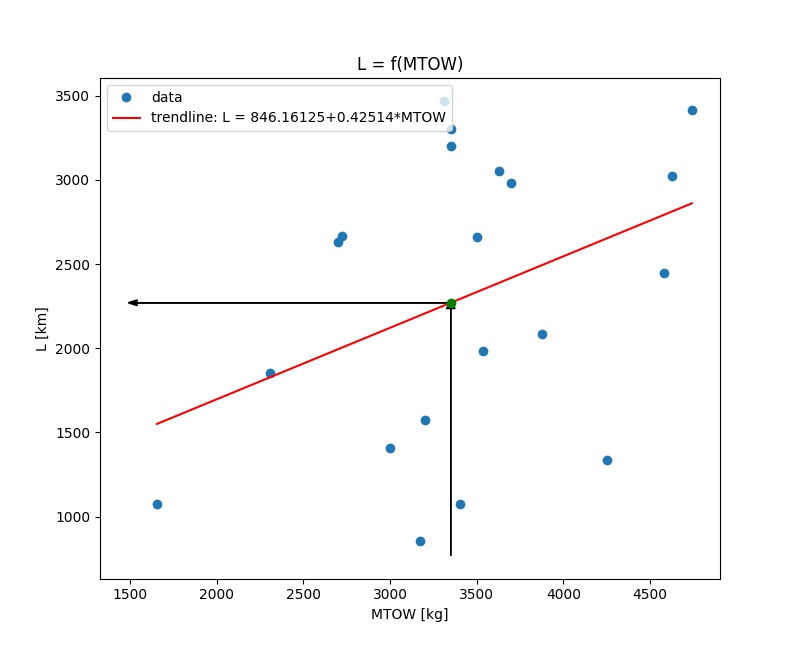 L = f(MTOW)
data
trendline: L = 846.16125+0.42514*MTOW
3500
3000
2500
2000
1500
1000
L [km]
1500 2000 2500 3000 3500 4000 4500
MTOW [kg]